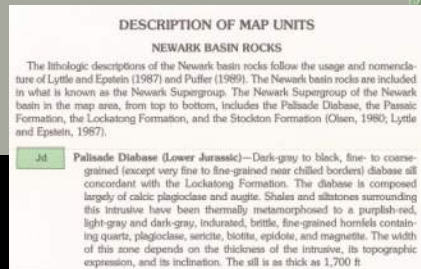 DESCRIPTION OF MAP UNITS
NEWARK BASIN ROCKS
The lithologic descriptions of the Newark basin rocks follow the usage and nomencla-
ture of Lyttle and Epstein (1987) and Puffer (1989). The Newark basin rocks are included
in what is known as the Newark Supergroup. The Newark Supergroup of the Newark
basin in the map area, from top to bottom, includes the Palisade Diabase, the Passaic
Formation, the Lockatong Formation, and the Stockton Formation (Olsen, 1980; Lyttle
and Epstein, 1987).
Jd Palisade Diabase (Lower Jurassic)—Dark-gray to black, fine- to coarse-
grained (except very fine to fine-grained near chilled borders) diabase sill
concordant with the Lockatong Formation. The diabase is composed
largely of calcic plagioclase and augite. Shales and siltstones surrounding
this intrusive have been thermally metamorphosed to a purplish-red,
light-gray and dark-gray, indurated, brittle, fine-grained hornfels contain-
ing quartz, plagioclase, sericite, biotite, epidote, and magnetite. The width
of this zone depends on the thickness of the intrusive, its topographic
expression, and its inclination. The sill is as thick as 1,700 ft